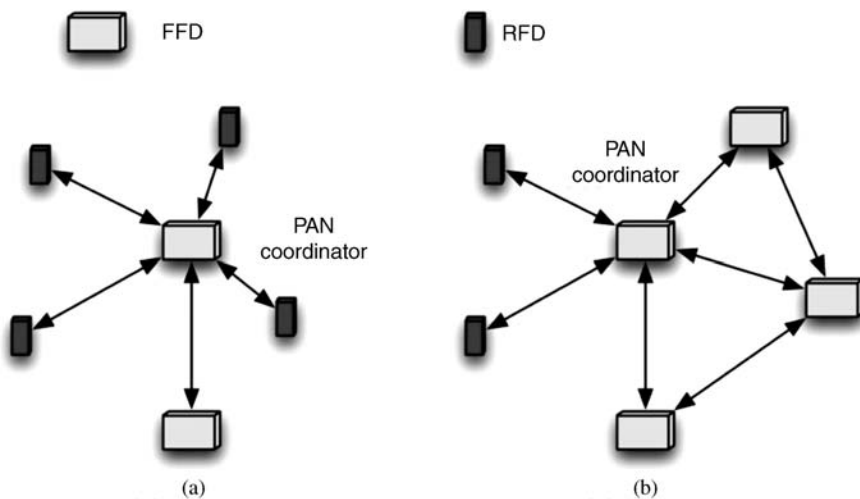 FFD
RFD
PAN
coordinator
PAN
coordinator
(a)
(b)